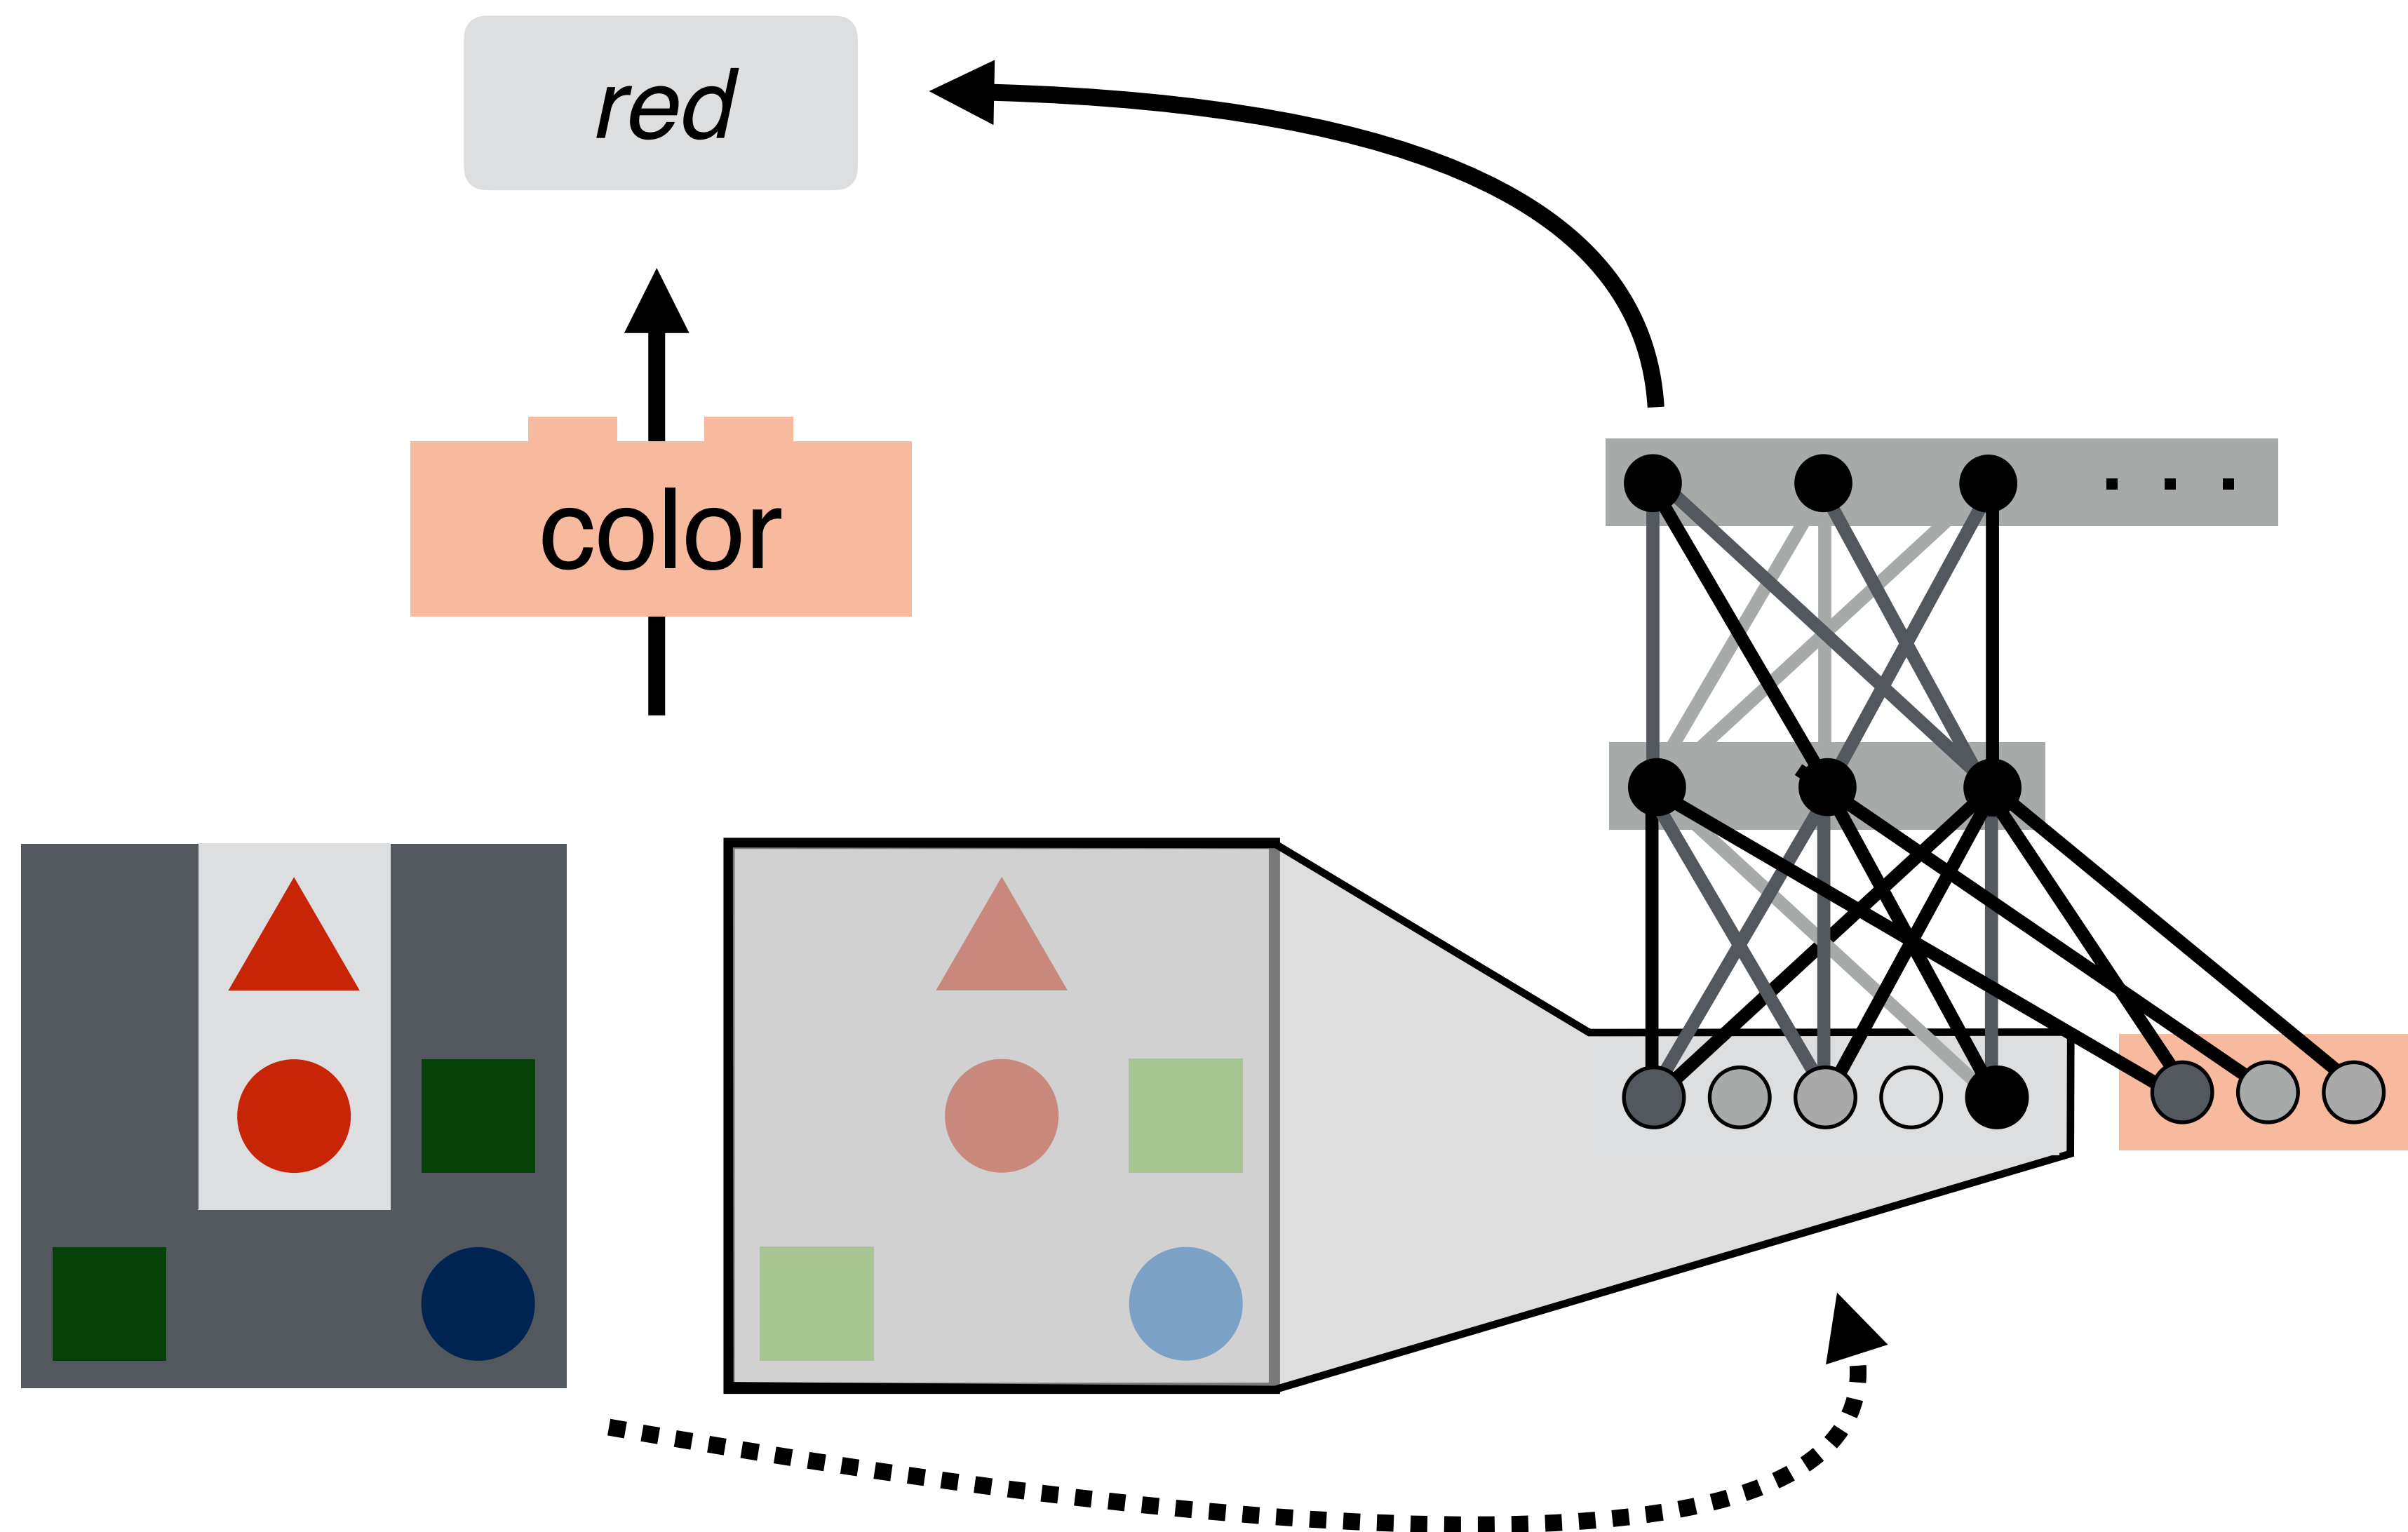 red
color
. . .